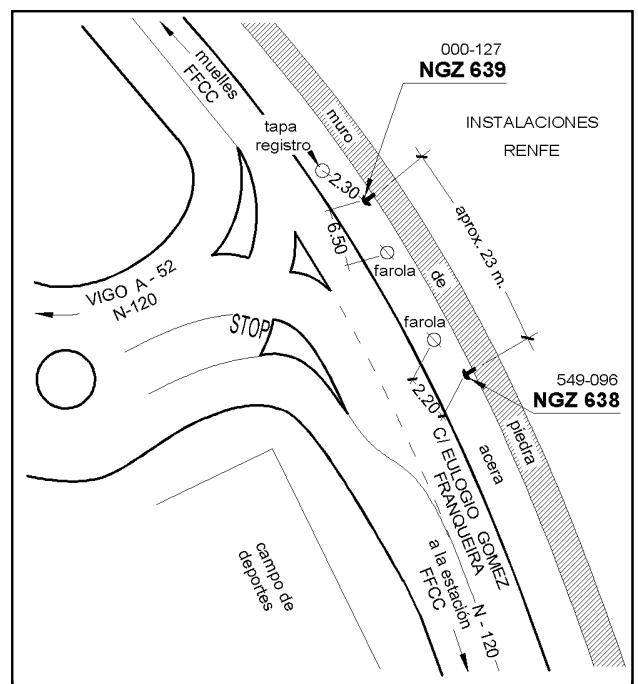 000-127
NGZ 639
INSTALACIONES
RENFE
muelles
FFCC
muro
tapa
registro
2.30
6.50
farola
de
aprox. 23 m.
VIGO A - 52
N-120
STOP
farola
549-096
NGZ 638
2.20
piedra
acera
C/ EULOGIO GOMEZ
FRANQUEIRA
campo de
deportes
a la estación
FFCC
N - 120